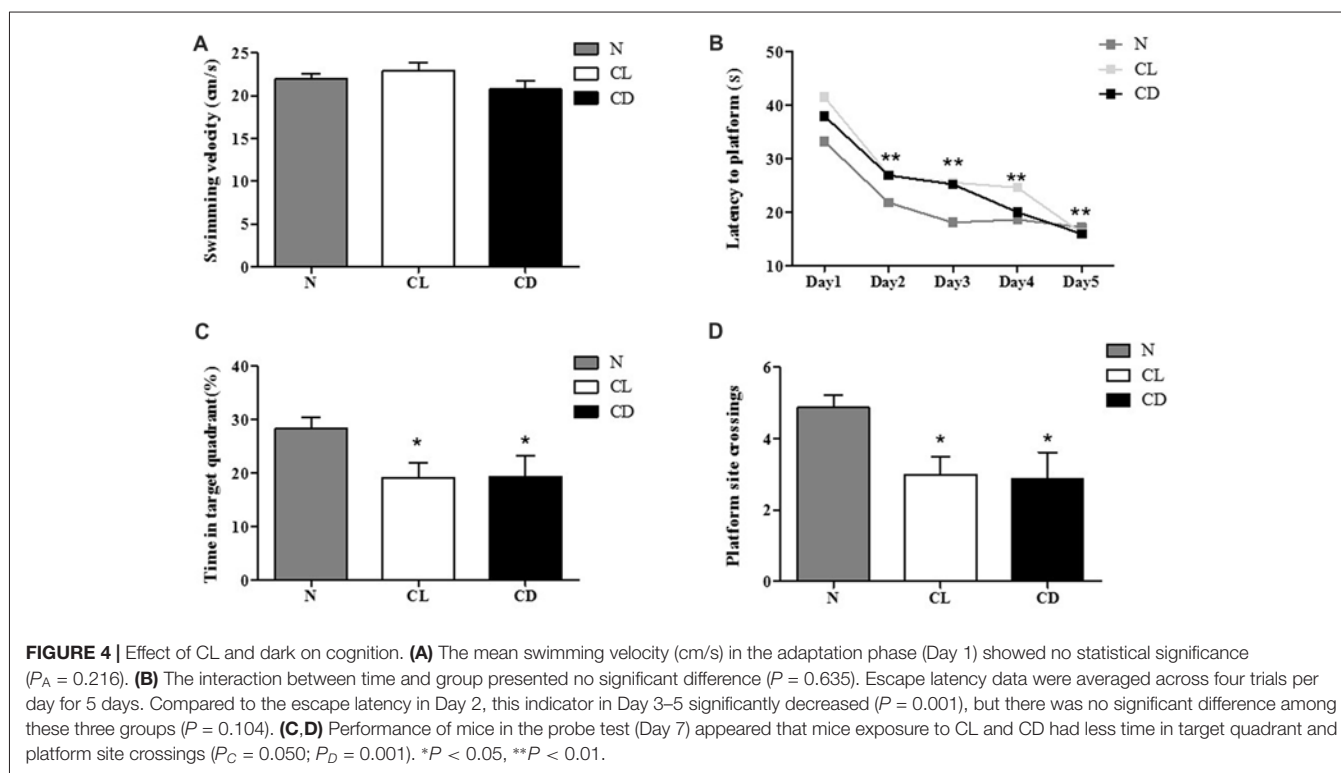 A
N
CL
CD
Swimming velocity (cm/s)
25
20
15
10
5
0
N CL CD
B
N
CL
CD
Latency to platform (s)
50
40
30
20
10
** ** ** **
Day1 Day2 Day3 Day4 Day5
C
N
CL
CD
Time in target quadrant(%)
40
30
20
10
0
* *
N CL CD
D
N
CL
CD
Platform site crossings
6
4
2
0
* *
N CL CD
FIGURE 4 | Effect of CL and dark on cognition. (A) The mean swimming velocity (cm/s) in the adaptation phase (Day 1) showed no statistical significance
(PA = 0.216). (B) The interaction between time and group presented no significant difference (P = 0.635). Escape latency data were averaged across four trials per
day for 5 days. Compared to the escape latency in Day 2, this indicator in Day 3–5 significantly decreased (P = 0.001), but there was no significant difference among
these three groups (P = 0.104). (C,D) Performance of mice in the probe test (Day 7) appeared that mice exposure to CL and CD had less time in target quadrant and
platform site crossings (PC = 0.050; PD = 0.001). *P < 0.05, **P < 0.01.